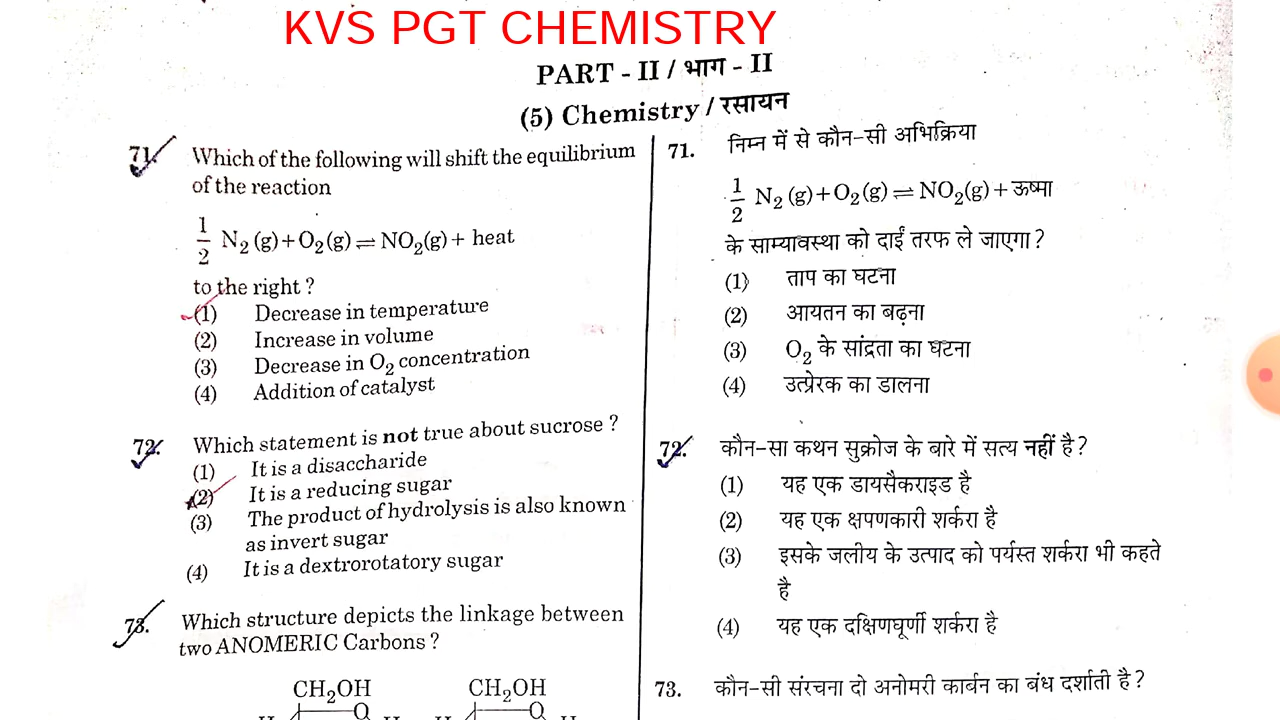 KVS PGT CHEMISTRY
PART - II / भाग - II
(5) Chemistry / रसायन
71. Which of the following will shift the equilibrium
of the reaction
1/2 N₂ (g) + O₂ (g) ⇌ NO₂(g) + heat
to the right ?
(1) Decrease in temperature
(2) Increase in volume
(3) Decrease in O₂ concentration
(4) Addition of catalyst
72. Which statement is not true about sucrose ?
(1) It is a disaccharide
(2) It is a reducing sugar
(3) The product of hydrolysis is also known
as invert sugar
(4) It is a dextrorotatory sugar
73. Which structure depicts the linkage between
two ANOMERIC Carbons ?
CH₂OH CH₂OH
O O
H H H H
71. निम्न में से कौन-सी अभिक्रिया
1/2 N₂ (g) + O₂ (g) ⇌ NO₂(g) + ऊष्मा
के साम्यावस्था को दाईं तरफ ले जाएगा ?
(1) ताप का घटना
(2) आयतन का बढ़ना
(3) O₂ के सांद्रता का घटना
(4) उत्प्रेरक का डालना
72. कौन-सा कथन सुक्रोज के बारे में सत्य नहीं है ?
(1) यह एक डायसैकराइड है
(2) यह एक क्षपणकारी शर्करा है
(3) इसके जलीय के उत्पाद को पर्यस्त शर्करा भी कहते
है
(4) यह एक दक्षिणघूर्णी शर्करा है
73. कौन-सी संरचना दो अनोमरी कार्बन का बंध दर्शाती है ?